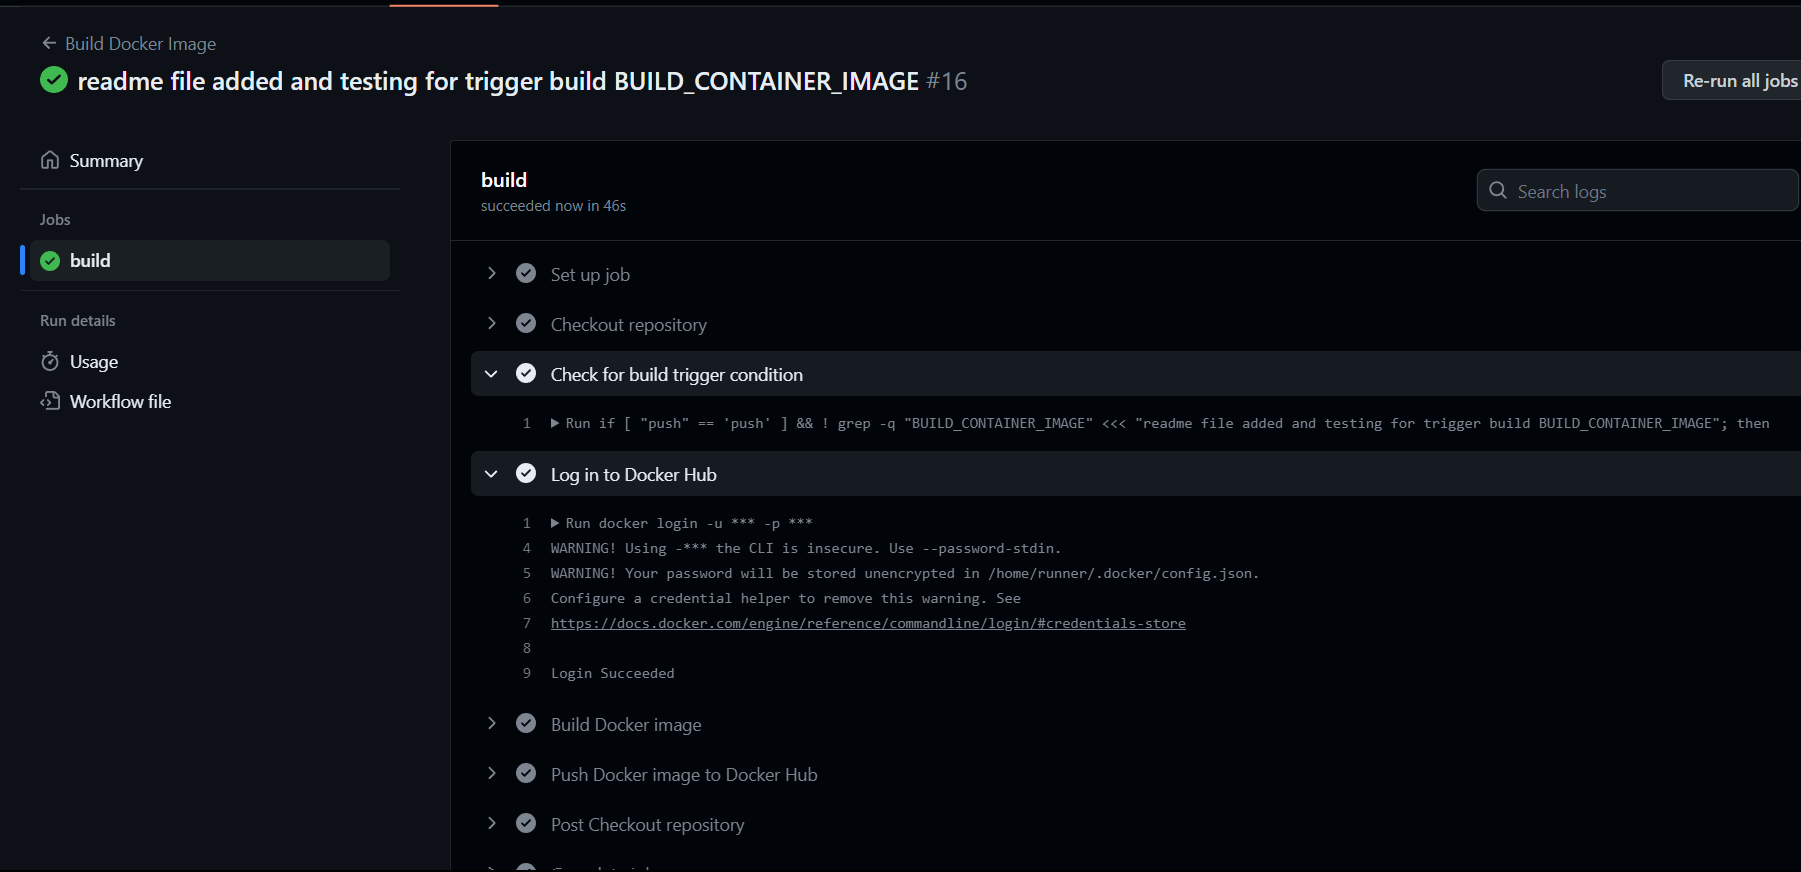 Build Docker Image
readme file added and testing for trigger build BUILD_CONTAINER_IMAGE #16
Re-run all jobs
Summary
Jobs
build
Run details
Usage
Workflow file
build
succeeded now in 46s
Search logs
Set up job
Checkout repository
Check for build trigger condition
1 Run if [ "push" == 'push' ] && ! grep -q "BUILD_CONTAINER_IMAGE" <<< "readme file added and testing for trigger build BUILD_CONTAINER_IMAGE"; then
Log in to Docker Hub
1 Run docker login -u *** -p ***
4 WARNING! Using -*** the CLI is insecure. Use --password-stdin.
5 WARNING! Your password will be stored unencrypted in /home/runner/.docker/config.json.
6 Configure a credential helper to remove this warning. See
7 https://docs.docker.com/engine/reference/commandline/login/#credentials-store
8
9 Login Succeeded
Build Docker image
Push Docker image to Docker Hub
Post Checkout repository